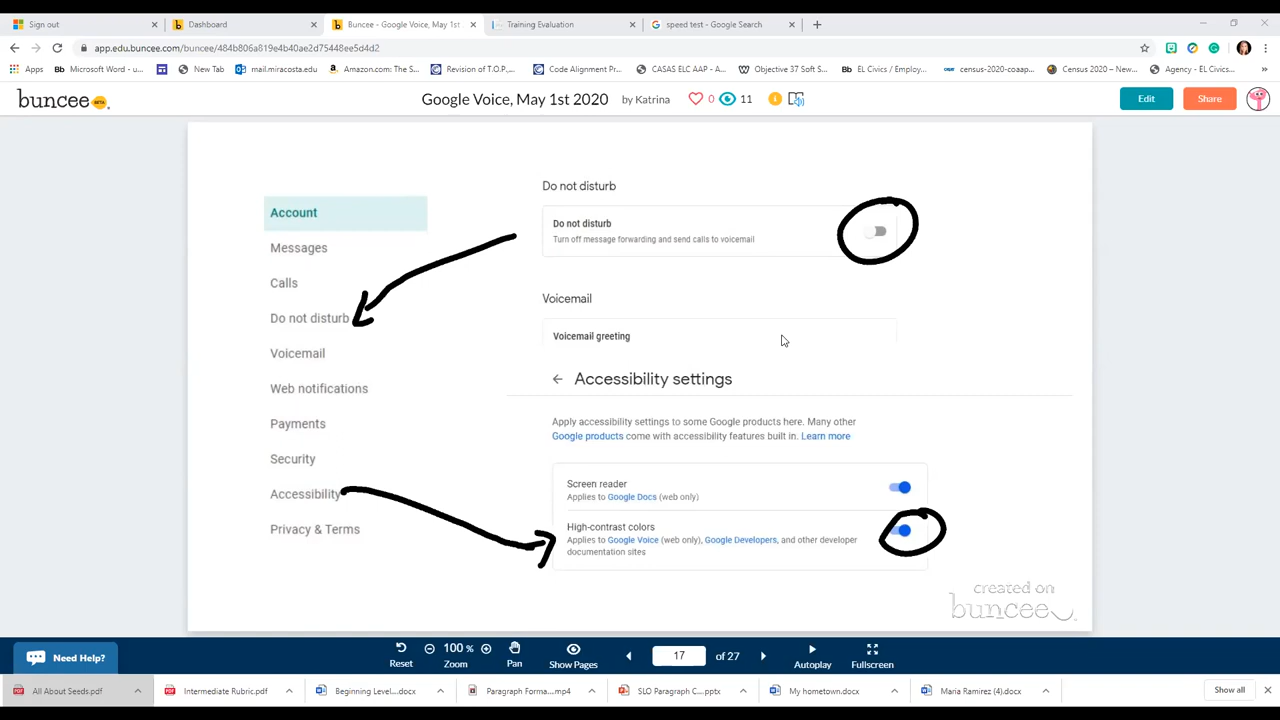 Sign out
Dashboard
Buncee - Google Voice, May 1st
Training Evaluation
speed test - Google Search
app.edu.buncee.com/buncee/484b806a819e4b40ae2d75448ee5d4d2
Apps
Microsoft Word - u...
New Tab
mail.miracosta.edu
Amazon.com: The S...
Revision of T.O.P....
Code Alignment Pr...
CASAS ELC AAP - A...
Objective 37 Soft S...
EL Civics / Employ...
census-2020-coaap...
Census 2020 – New...
Agency - EL Civics...
buncee BETA
Google Voice, May 1st 2020
by Katrina
0
11
Edit
Share
Account
Messages
Calls
Do not disturb
Voicemail
Web notifications
Payments
Security
Accessibility
Privacy & Terms
Do not disturb
Do not disturb
Turn off message forwarding and send calls to voicemail
Voicemail
Voicemail greeting
Accessibility settings
Apply accessibility settings to some Google products here. Many other
Google products come with accessibility features built in. Learn more
Screen reader
Applies to Google Docs (web only)
High-contrast colors
Applies to Google Voice (web only), Google Developers, and other developer
documentation sites
created on
buncee
Need Help?
Reset
100 %
Zoom
Pan
Show Pages
17
of 27
Autoplay
Fullscreen
All About Seeds.pdf
Intermediate Rubric.pdf
Beginning Level....docx
Paragraph Forma....mp4
SLO Paragraph C....pptx
My hometown.docx
Maria Ramirez (4).docx
Show all